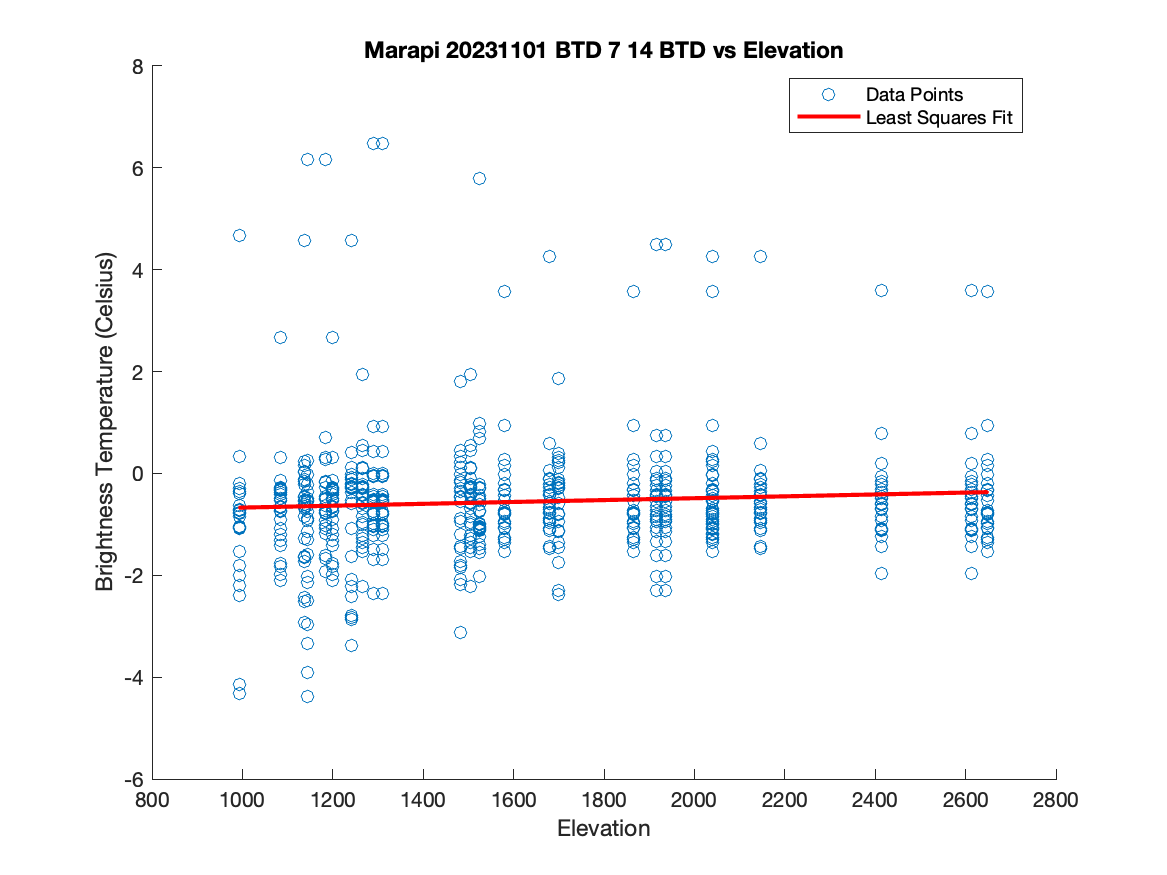 Marapi 20231101 BTD 7 14 BTD vs Elevation
Data Points
Least Squares Fit
Brightness Temperature (Celsius)
8
6
4
2
0
-2
-4
-6
800 1000 1200 1400 1600 1800 2000 2200 2400 2600 2800
Elevation